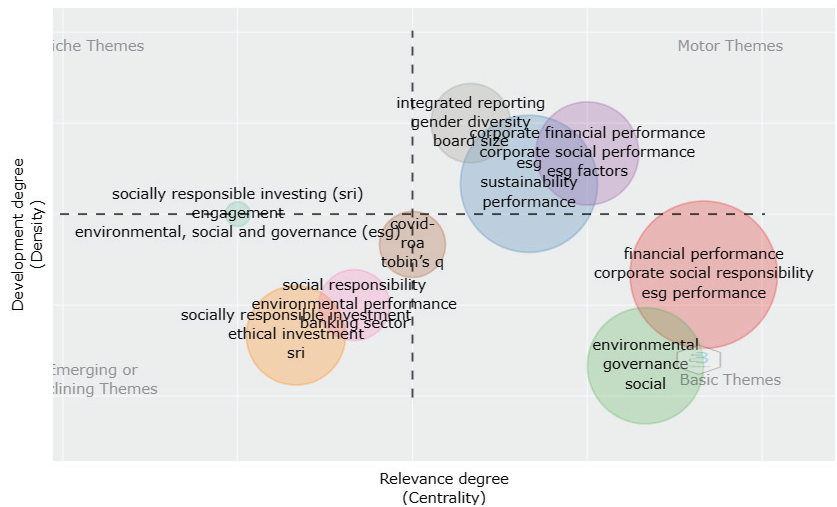 iche Themes
Motor Themes
integrated reporting
gender diversity
board size
corporate financial performance
corporate social performance
esg factors
esg
sustainability
performance
socially responsible investing (sri)
engagement
environmental, social and governance (esg)
covid-
roa
tobin's q
financial performance
corporate social responsibility
esg performance
social responsibility
environmental performance
banking sector
socially responsible investment
ethical investment
sri
environmental
governance
social
Emerging or
clining Themes
Basic Themes
Development degree
(Density)
Relevance degree
(Centrality)